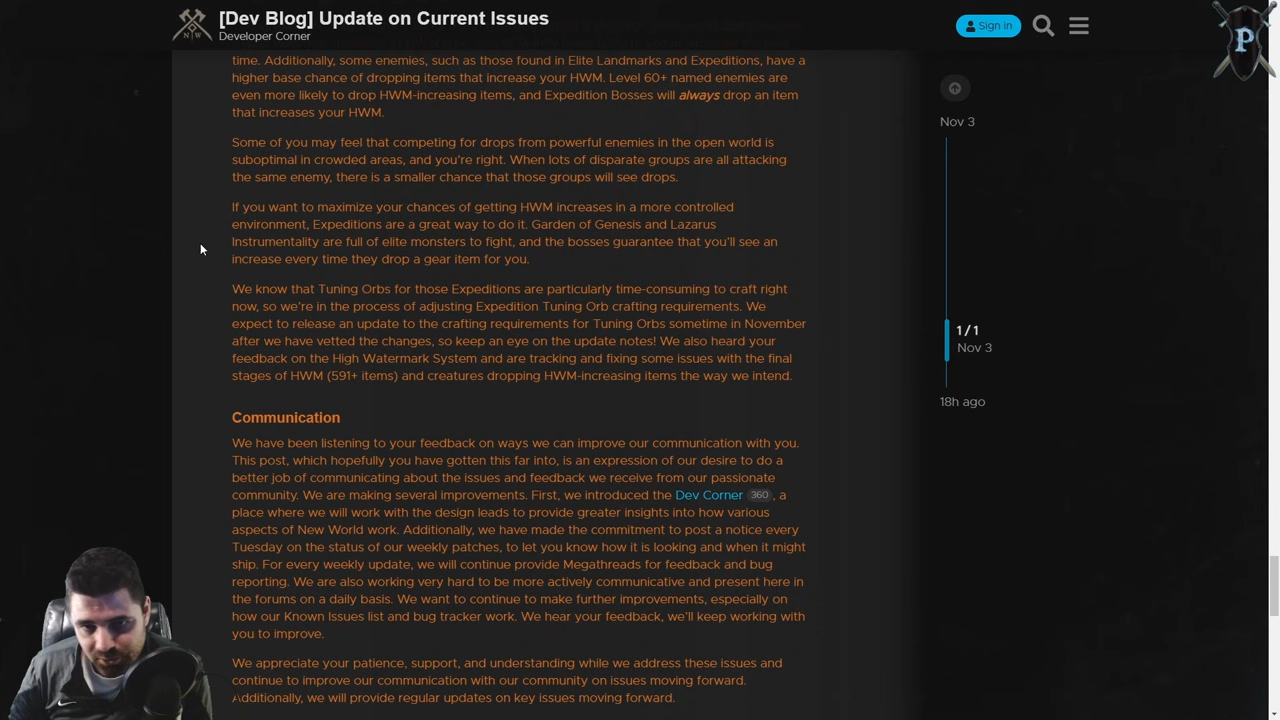 [Dev Blog] Update on Current Issues
Developer Corner
N W
Sign in
P
time. Additionally, some enemies, such as those found in Elite Landmarks and Expeditions, have a
higher base chance of dropping items that increase your HWM. Level 60+ named enemies are
even more likely to drop HWM-increasing items, and Expedition Bosses will always drop an item
that increases your HWM.
Some of you may feel that competing for drops from powerful enemies in the open world is
suboptimal in crowded areas, and you're right. When lots of disparate groups are all attacking
the same enemy, there is a smaller chance that those groups will see drops.
If you want to maximize your chances of getting HWM increases in a more controlled
environment, Expeditions are a great way to do it. Garden of Genesis and Lazarus
Instrumentality are full of elite monsters to fight, and the bosses guarantee that you'll see an
increase every time they drop a gear item for you.
We know that Tuning Orbs for those Expeditions are particularly time-consuming to craft right
now, so we're in the process of adjusting Expedition Tuning Orb crafting requirements. We
expect to release an update to the crafting requirements for Tuning Orbs sometime in November
after we have vetted the changes, so keep an eye on the update notes! We also heard your
feedback on the High Watermark System and are tracking and fixing some issues with the final
stages of HWM (591+ items) and creatures dropping HWM-increasing items the way we intend.
Communication
We have been listening to your feedback on ways we can improve our communication with you.
This post, which hopefully you have gotten this far into, is an expression of our desire to do a
better job of communicating about the issues and feedback we receive from our passionate
community. We are making several improvements. First, we introduced the Dev Corner 360 , a
place where we will work with the design leads to provide greater insights into how various
aspects of New World work. Additionally, we have made the commitment to post a notice every
Tuesday on the status of our weekly patches, to let you know how it is looking and when it might
ship. For every weekly update, we will continue provide Megathreads for feedback and bug
reporting. We are also working very hard to be more actively communicative and present here in
the forums on a daily basis. We want to continue to make further improvements, especially on
how our Known Issues list and bug tracker work. We hear your feedback, we'll keep working with
you to improve.
We appreciate your patience, support, and understanding while we address these issues and
continue to improve our communication with our community on issues moving forward.
Additionally, we will provide regular updates on key issues moving forward.
Nov 3
1 / 1
Nov 3
18h ago